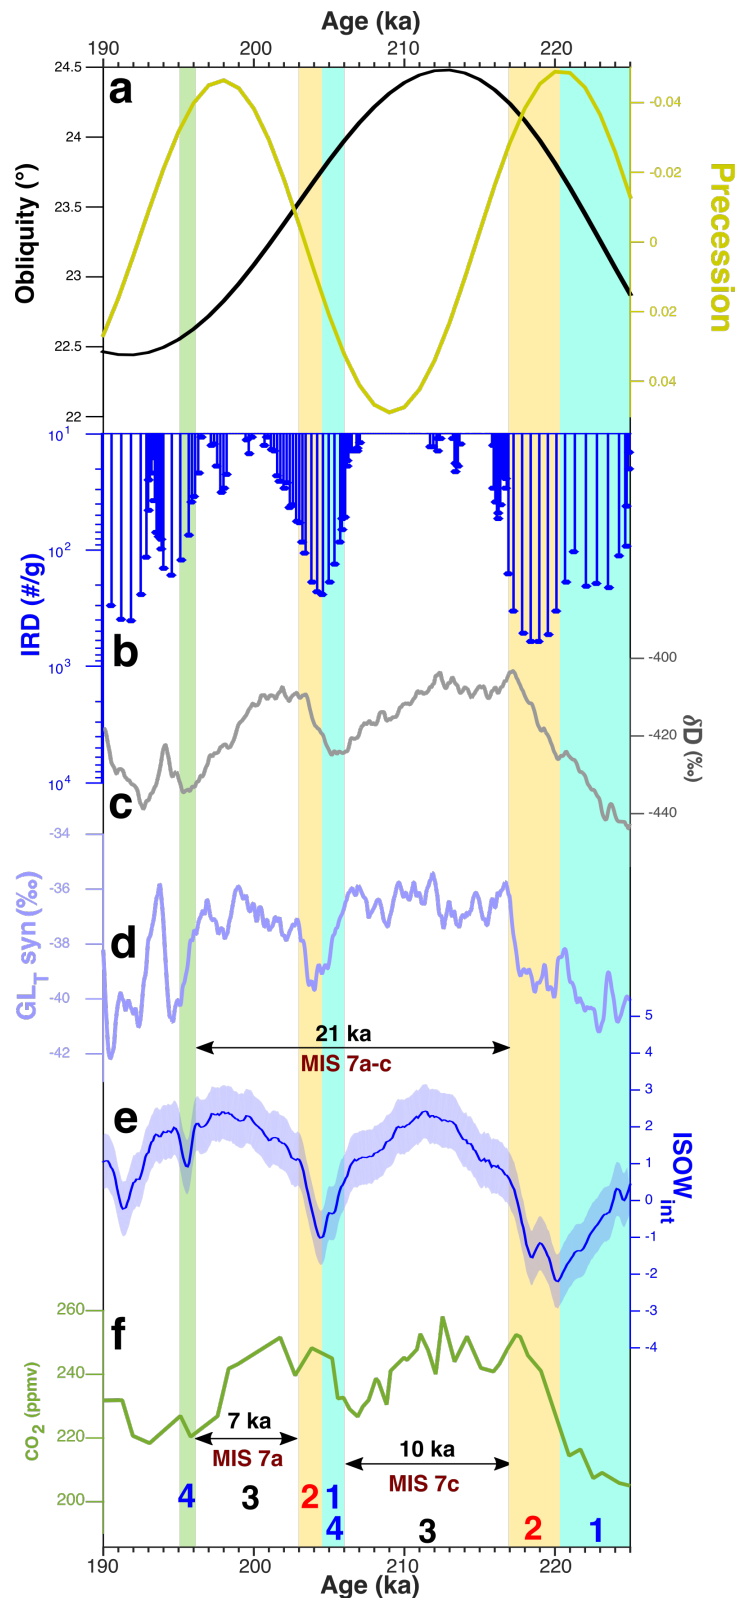 Age (ka)
190 200 210 220
a
24.5
24
23.5
23
22.5
22
Obliquity (°)
-0.04
-0.02
0
0.02
0.04
Precession
10¹
10²
10³
10⁴
IRD (#/g)
b
-400
-420
-440
δD (‰)
c
-34
-36
-38
-40
-42
GL_T syn (‰)
d
21 ka
MIS 7a-c
5
4
3
2
1
0
-1
-2
-3
-4
ISOW_int
e
260
240
220
200
CO₂ (ppmv)
f
7 ka
MIS 7a
10 ka
MIS 7c
4 3 2 1
4 3 2 1
190 200 210 220
Age (ka)